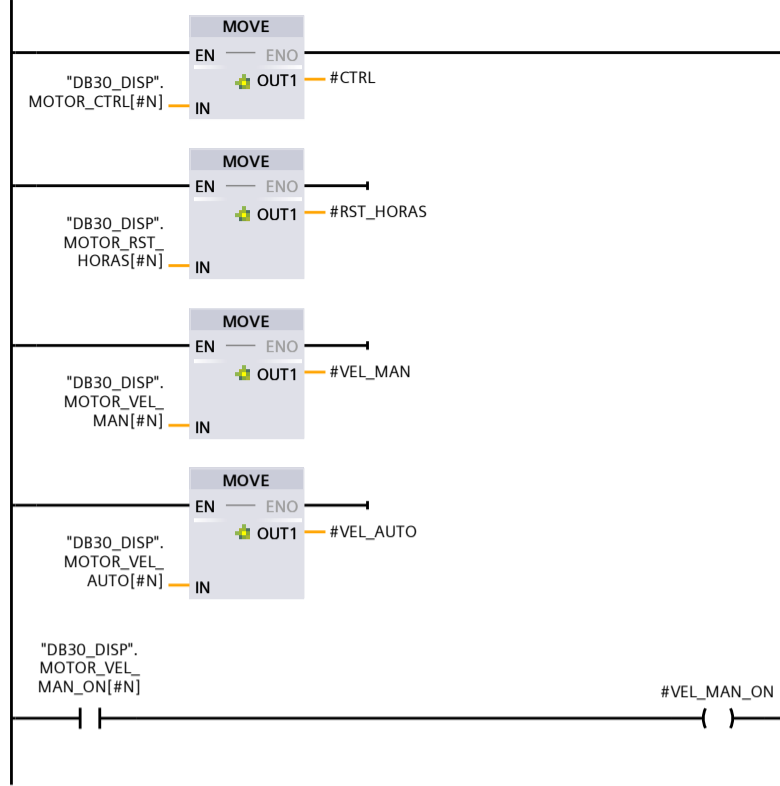 MOVE
EN ENO
"DB30_DISP".
MOTOR_CTRL[#N]
OUT1 #CTRL
IN
MOVE
EN ENO
"DB30_DISP".
MOTOR_RST_
HORAS[#N]
OUT1 #RST_HORAS
IN
MOVE
EN ENO
"DB30_DISP".
MOTOR_VEL_
MAN[#N]
OUT1 #VEL_MAN
IN
MOVE
EN ENO
"DB30_DISP".
MOTOR_VEL_
AUTO[#N]
OUT1 #VEL_AUTO
IN
"DB30_DISP".
MOTOR_VEL_
MAN_ON[#N]
#VEL_MAN_ON